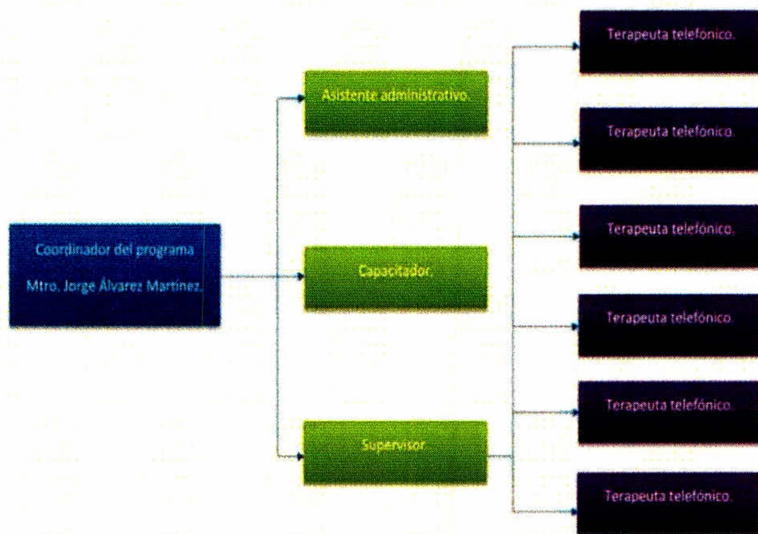 Coordinador del programa
Mtro. Jorge Álvarez Martínez.
Asistente administrativo.
Capacitador.
Supervisor
Terapeuta telefónico.
Terapeuta telefónico.
Terapeuta telefónico.
Terapeuta telefónico.
Terapeuta telefónico.
Terapeuta telefónico.